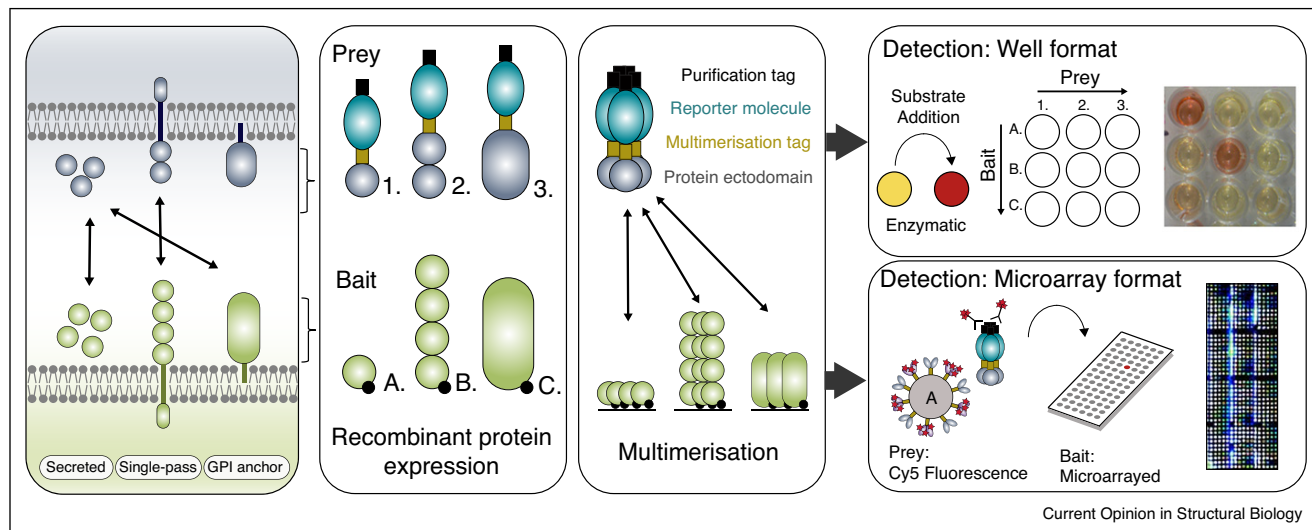 Secreted
Single-pass
GPI anchor
Prey
1.
2.
3.
Bait
A.
B.
C.
Recombinant protein
expression
Purification tag
Reporter molecule
Multimerisation tag
Protein ectodomain
Multimerisation
Detection: Well format
Substrate
Addition
Enzymatic
Prey
1. 2. 3.
Bait
A.
B.
C.
Detection: Microarray format
A
Prey:
Cy5 Fluorescence
Bait:
Microarrayed
Current Opinion in Structural Biology